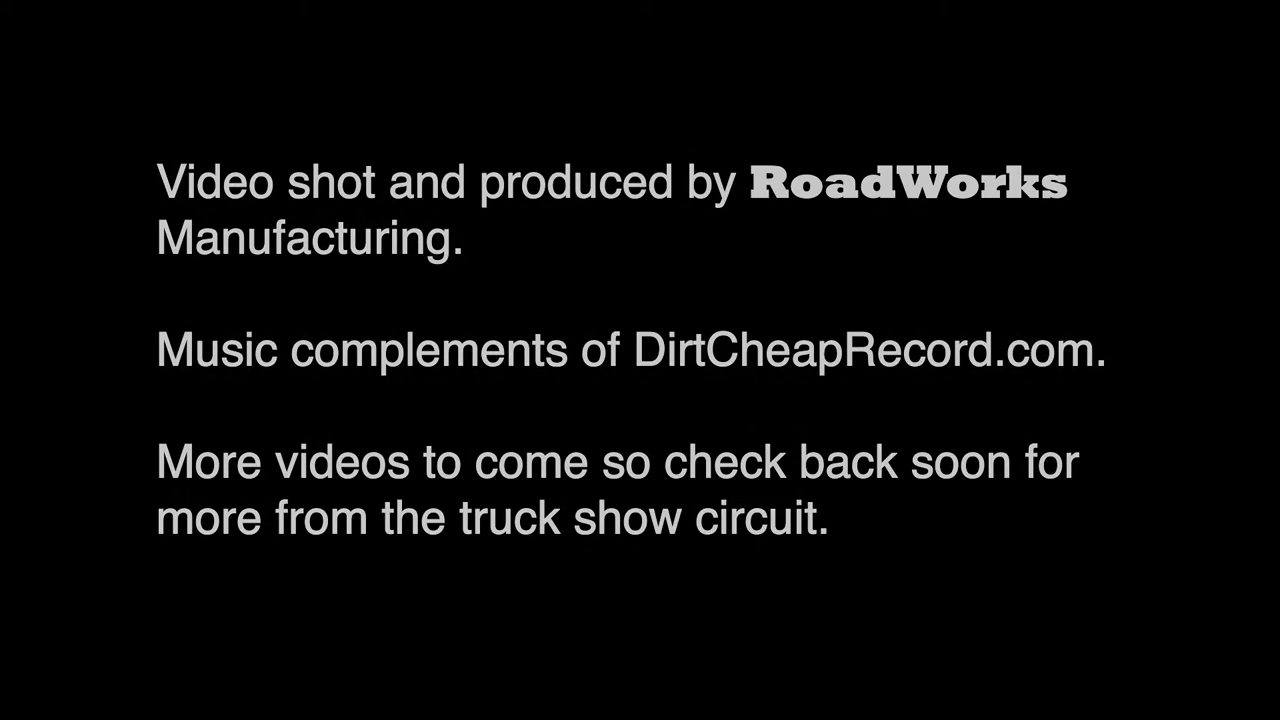 Video shot and produced by RoadWorks
Manufacturing.
Music complements of DirtCheapRecord.com.
More videos to come so check back soon for
more from the truck show circuit.